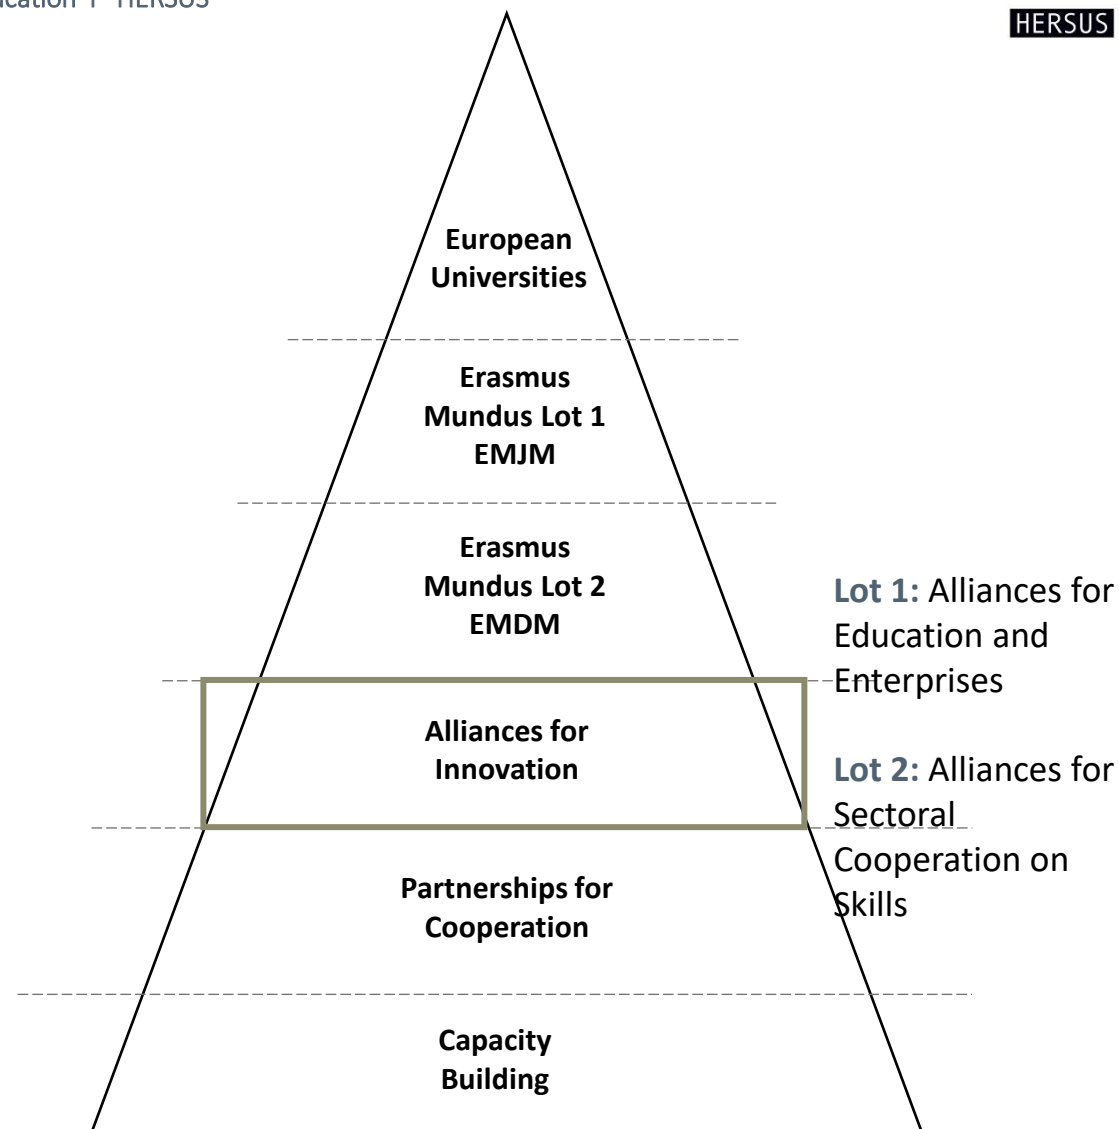 HERSUS
HERSUS
European
Universities
Erasmus
Mundus Lot 1
EMJM
Erasmus
Mundus Lot 2
EMDM
Lot 1: Alliances for
Education and
Enterprises
Alliances for
Innovation
Lot 2: Alliances for
Sectoral
Cooperation on
Skills
Partnerships for
Cooperation
Capacity
Building